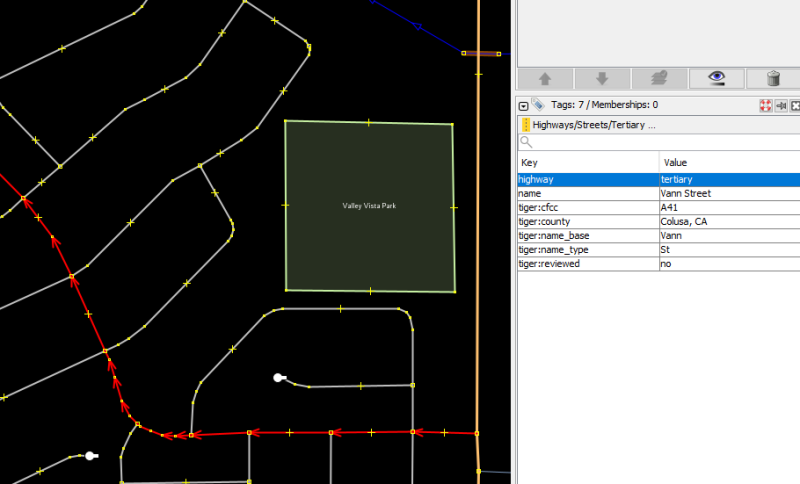 Valley Vista Park
Tags: 7 / Memberships: 0
Highways/Streets/Tertiary ...
Key Value
highway tertiary
name Vann Street
tiger:cfcc A41
tiger:county Colusa, CA
tiger:name_base Vann
tiger:name_type St
tiger:reviewed no